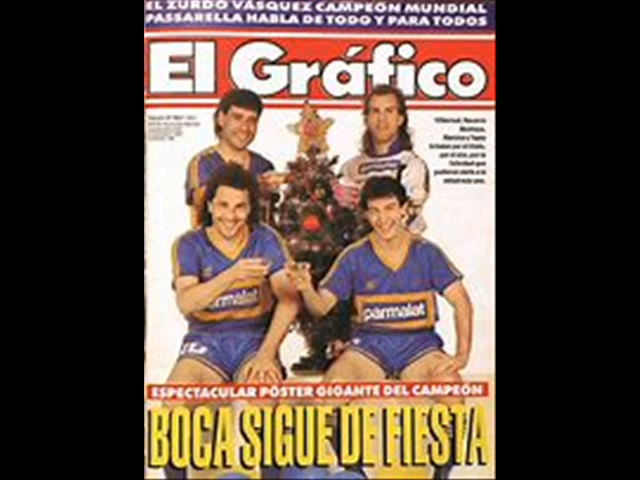 EL ZURDO VÁSQUEZ CAMPEÓN MUNDIAL
PASSARELLA HABLA DE TODO Y PARA TODOS
El Gráfico
parmalat
parmalat
ESPECTACULAR PÓSTER GIGANTE DEL CAMPEÓN
BOCA SIGUE DE FIESTA